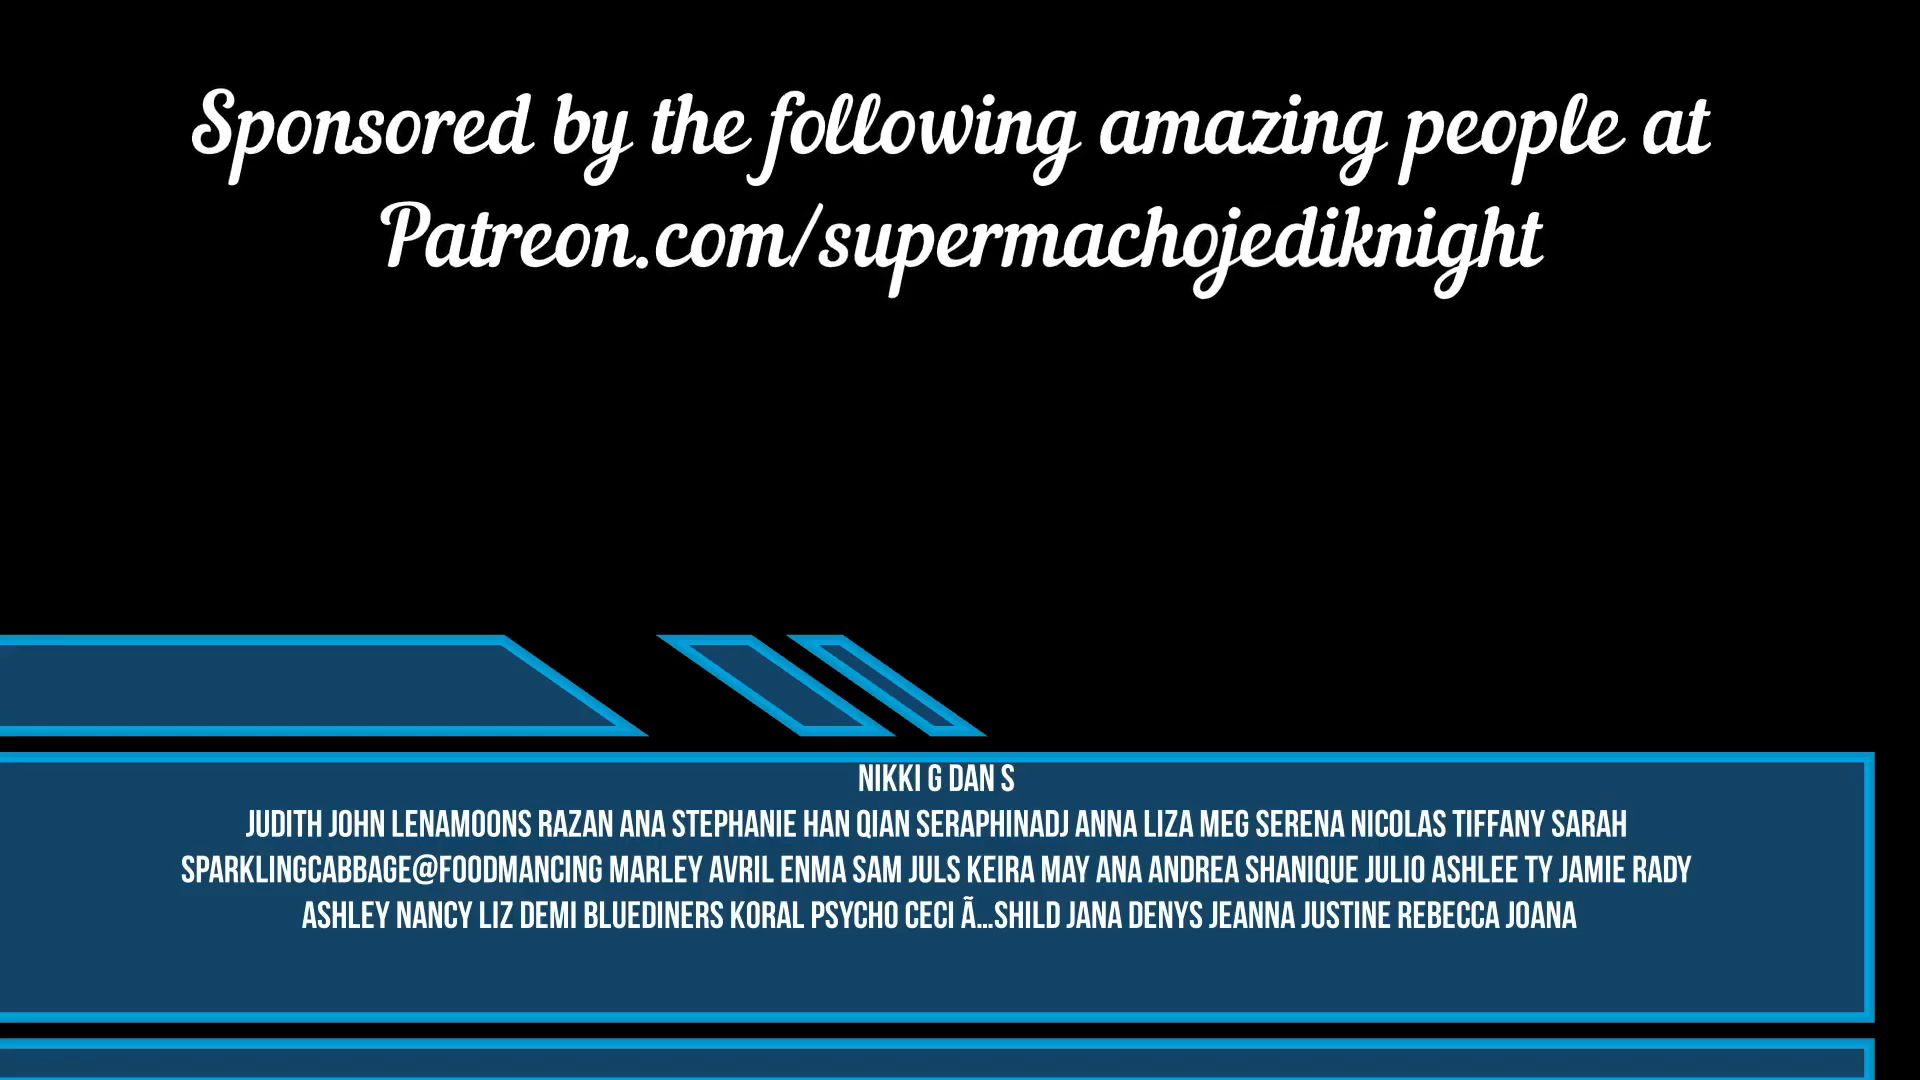 Sponsored by the following amazing people at
Patreon.com/supermachojediknight
NIKKI G DAN S
JUDITH JOHN LENAMOONS RAZAN ANA STEPHANIE HAN QIAN SERAPHINADJ ANNA LIZA MEG SERENA NICOLAS TIFFANY SARAH
SPARKLINGCABBAGE@FOODMANCING MARLEY AVRIL ENMA SAM JULS KEIRA MAY ANA ANDREA SHANIQUE JULIO ASHLEE TY JAMIE RADY
ASHLEY NANCY LIZ DEMI BLUEDINERS KORAL PSYCHO CECI Ã…SHILD JANA DENYS JEANNA JUSTINE REBECCA JOANA